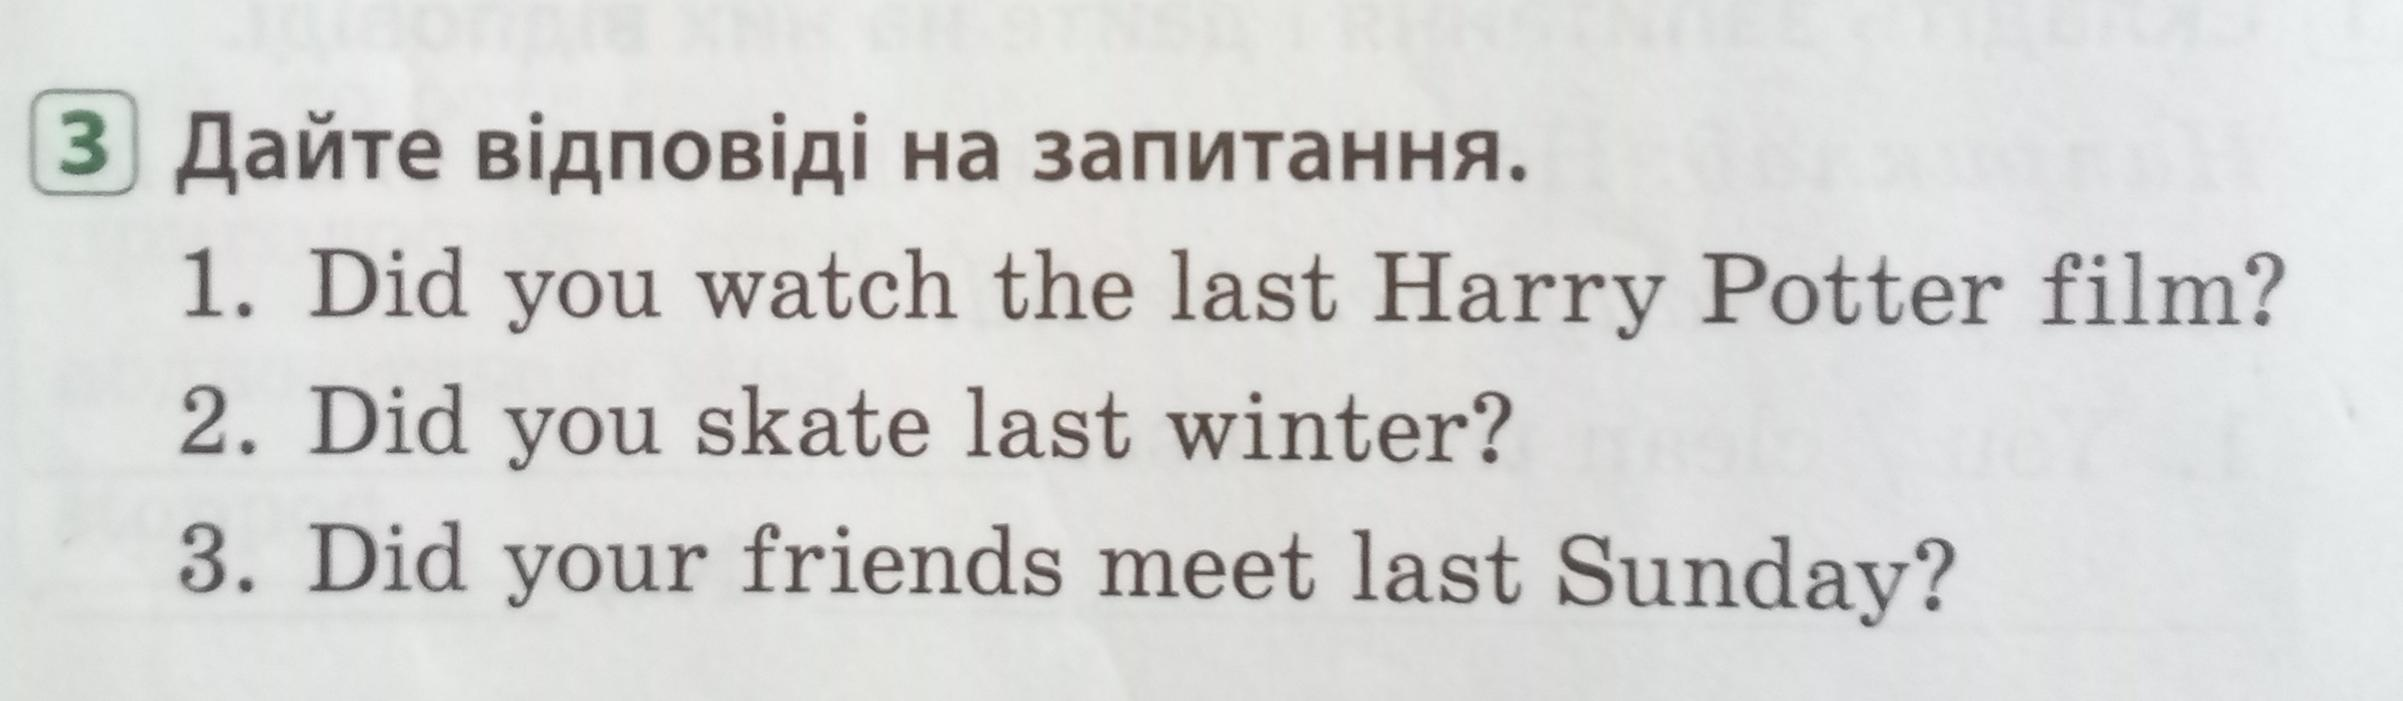 3 Дайте відповіді на запитання.
1. Did you watch the last Harry Potter film?
2. Did you skate last winter?
3. Did your friends meet last Sunday?